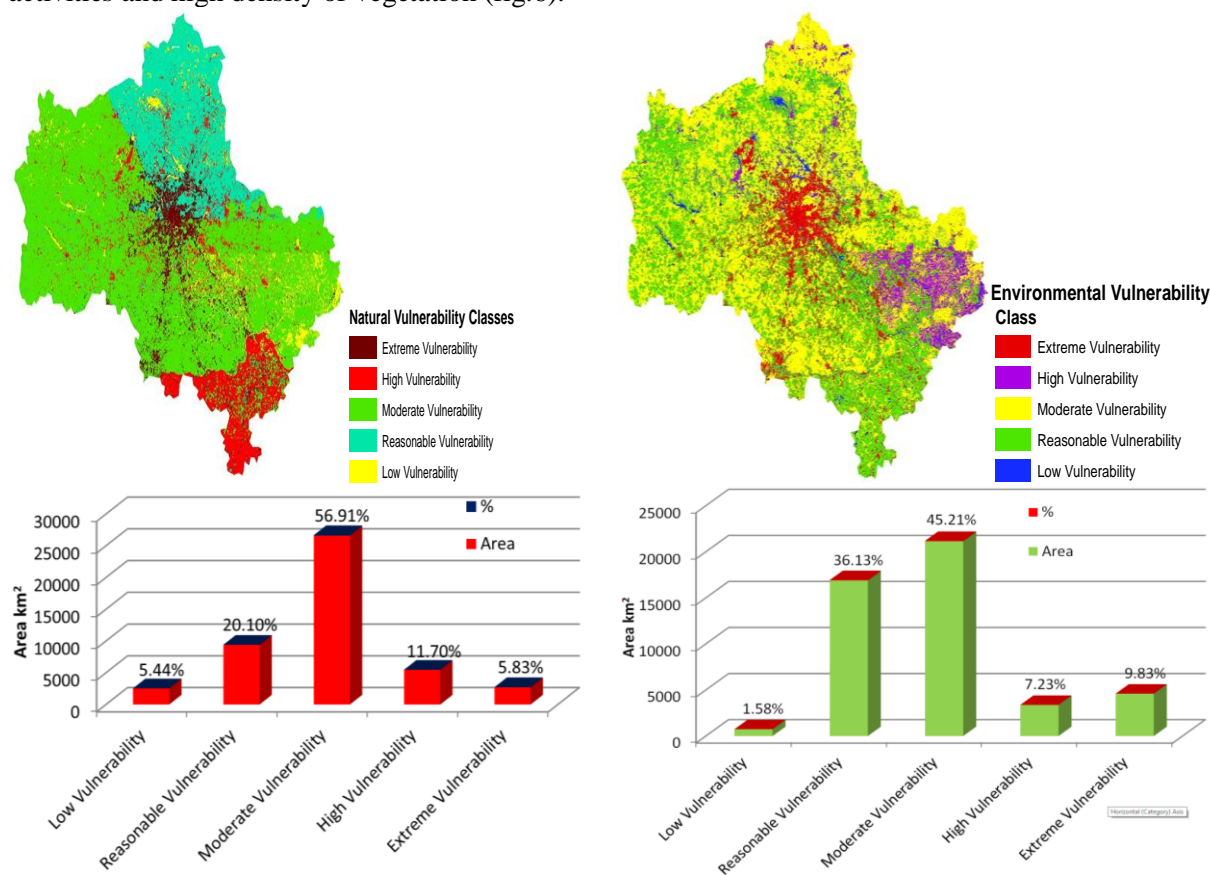 activities and high density of vegetation (fig.6).
Natural Vulnerability Classes
Extreme Vulnerability
High Vulnerability
Moderate Vulnerability
Reasonable Vulnerability
Low Vulnerability
Environmental Vulnerability
Class
Extreme Vulnerability
High Vulnerability
Moderate Vulnerability
Reasonable Vulnerability
Low Vulnerability
Area km²
30000
25000
20000
15000
10000
5000
0
5.44%
20.10%
56.91%
11.70%
5.83%
%
Area
Low Vulnerability
Reasonable Vulnerability
Moderate Vulnerability
High Vulnerability
Extreme Vulnerability
Area km²
25000
20000
15000
10000
5000
0
1.58%
36.13%
45.21%
7.23%
9.83%
%
Area
Low Vulnerability
Reasonable Vulnerability
Moderate Vulnerability
High Vulnerability
Extreme Vulnerability
Horizontal (Category) Axis